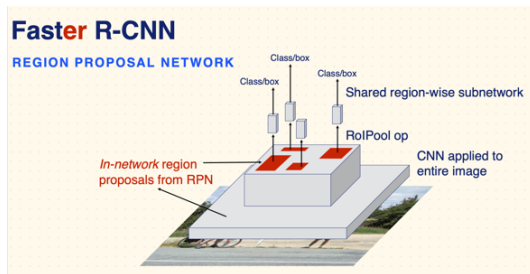 Faster R-CNN
REGION PROPOSAL NETWORK
Class/box
Class/box
Class/box
Shared region-wise subnetwork
RoIPool op
CNN applied to
entire image
In-network region
proposals from RPN